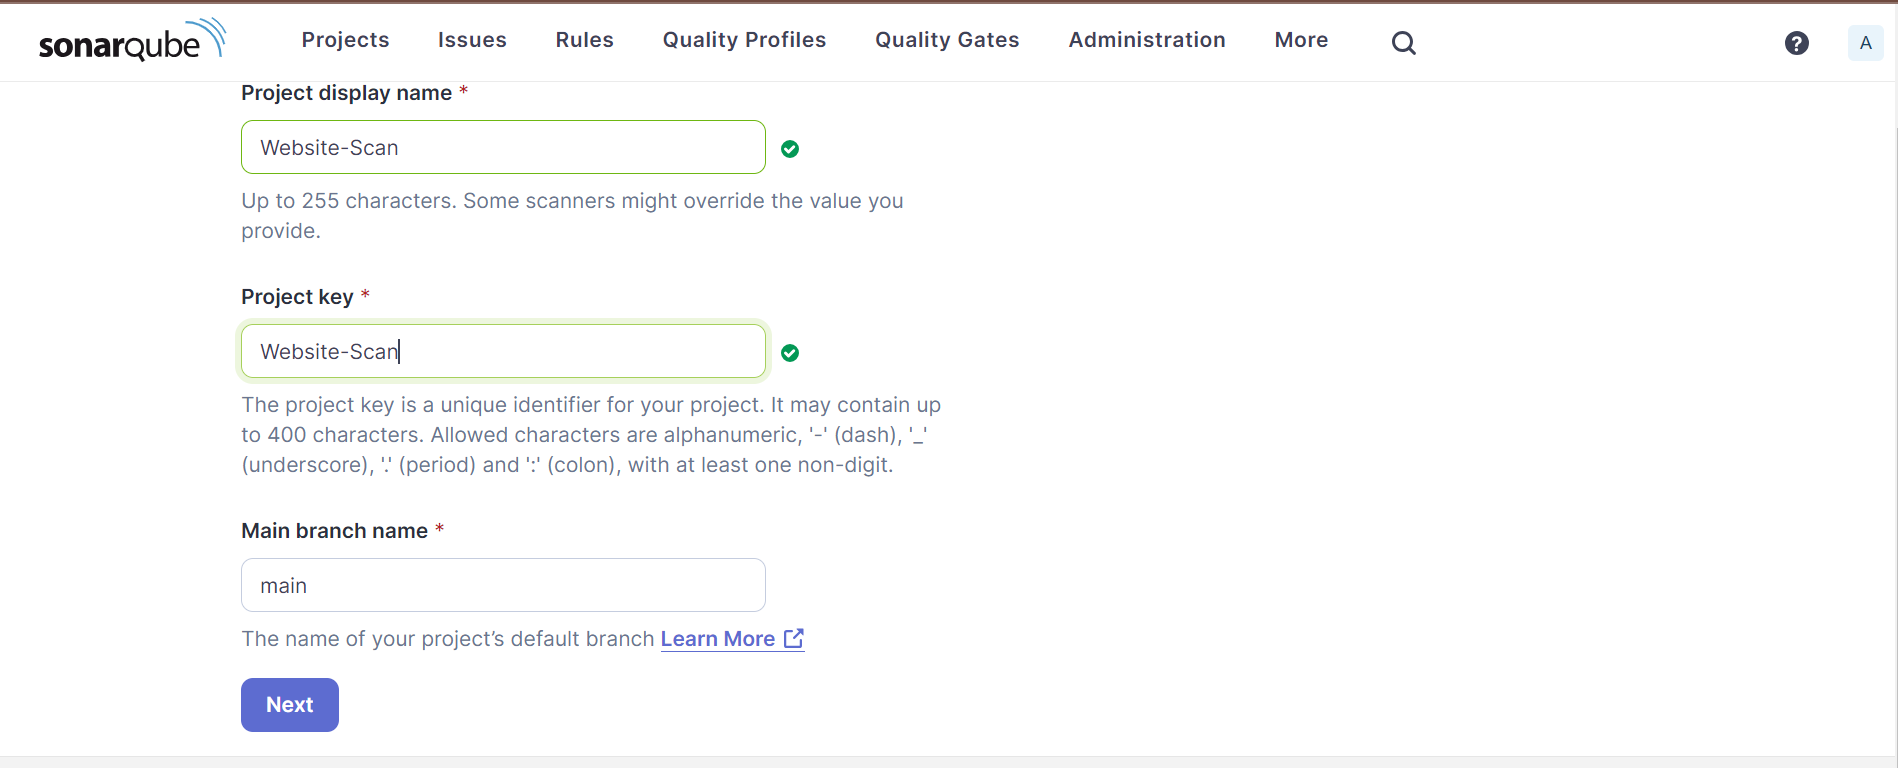 sonarqube Projects Issues Rules Quality Profiles Quality Gates Administration More ? A
Project display name *
Website-Scan
Up to 255 characters. Some scanners might override the value you
provide.
Project key *
Website-Scan
The project key is a unique identifier for your project. It may contain up
to 400 characters. Allowed characters are alphanumeric, '-' (dash), '_'
(underscore), '.' (period) and ':' (colon), with at least one non-digit.
Main branch name *
main
The name of your project’s default branch Learn More
Next